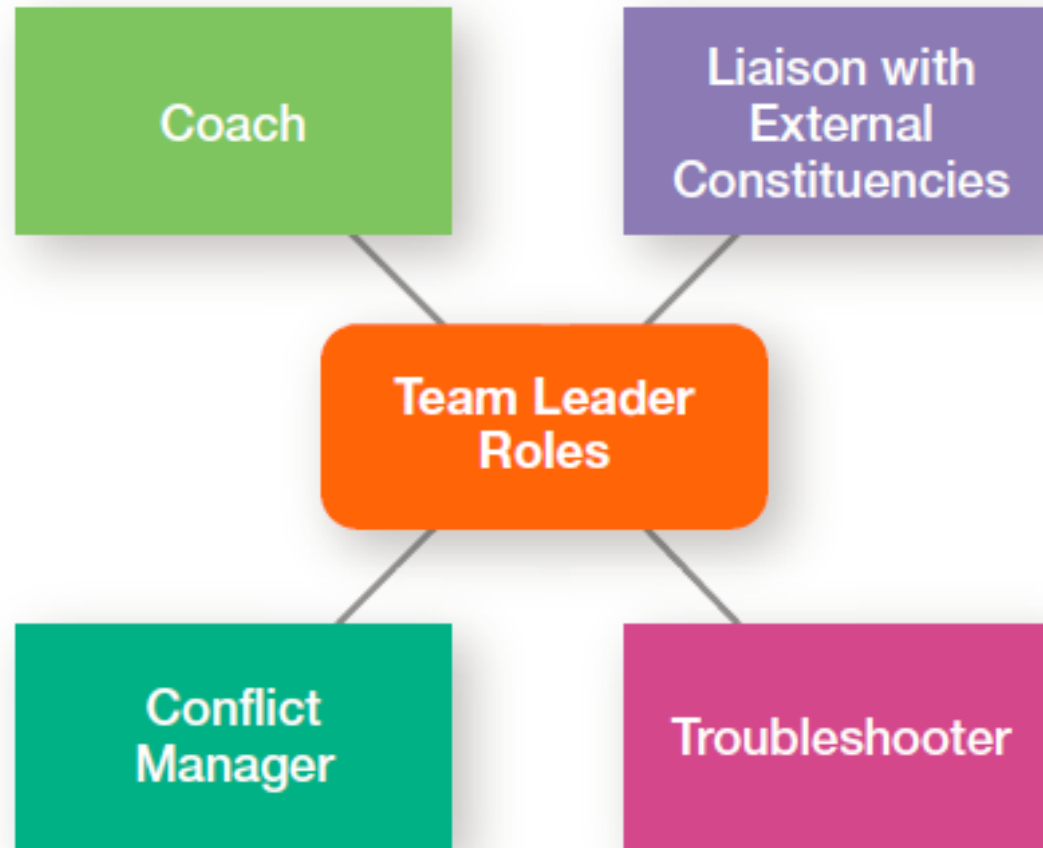 Coach
Liaison with
External
Constituencies
Team Leader
Roles
Conflict
Manager
Troubleshooter